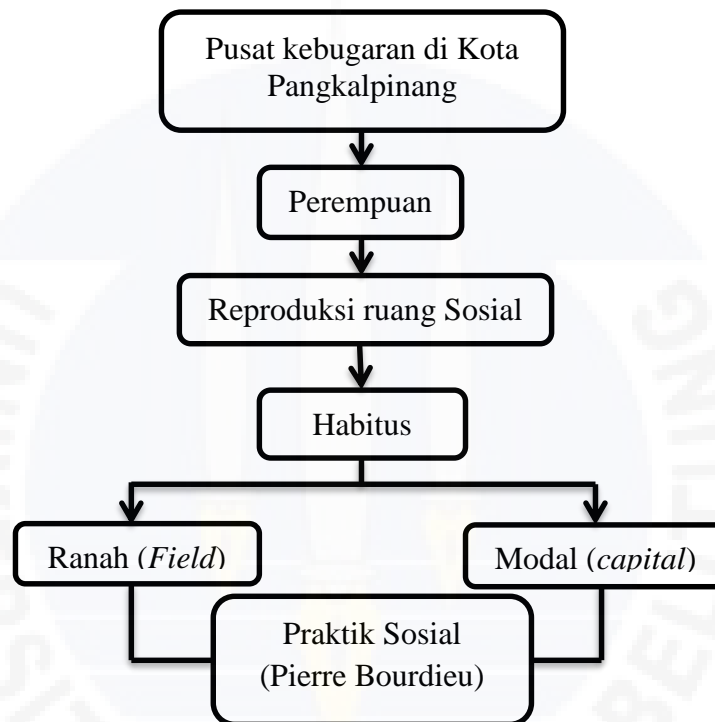 Pusat kebugaran di Kota
Pangkalpinang
Perempuan
Reproduksi ruang Sosial
Habitus
Ranah (Field)
Modal (capital)
Praktik Sosial
(Pierre Bourdieu)